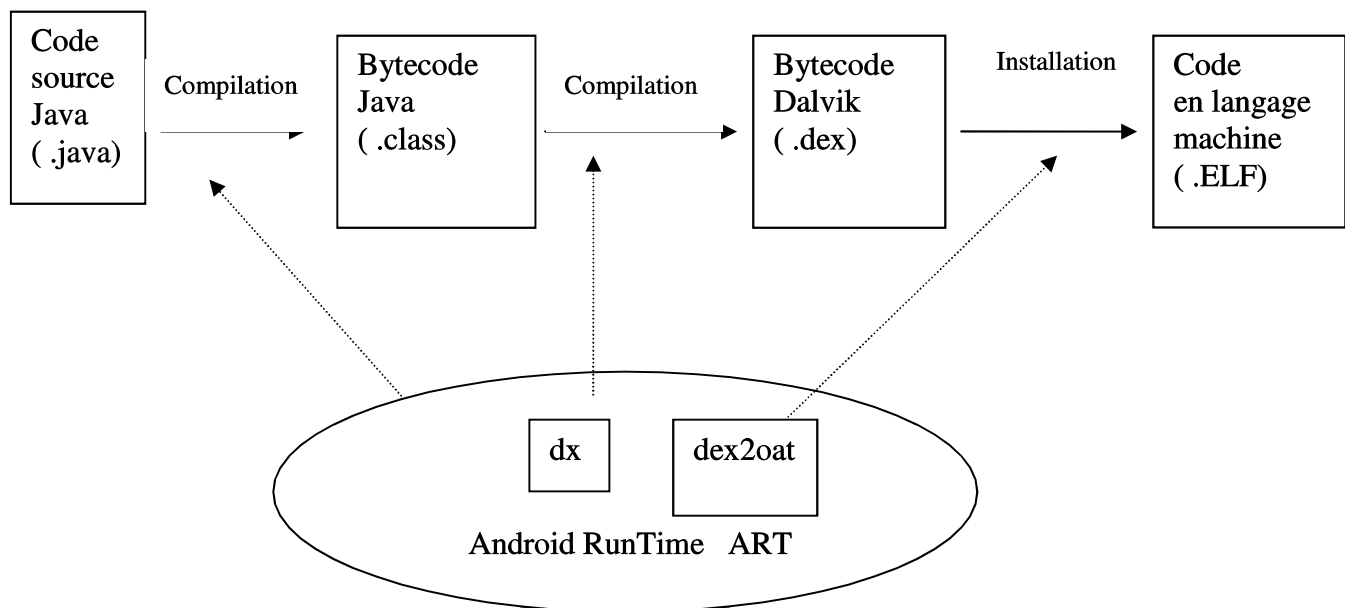 Code
source
Java
( .java)
Compilation
Bytecode
Java
( .class)
Compilation
Bytecode
Dalvik
( .dex)
Installation
Code
en langage
machine
( .ELF)
dx
dex2oat
Android RunTime ART